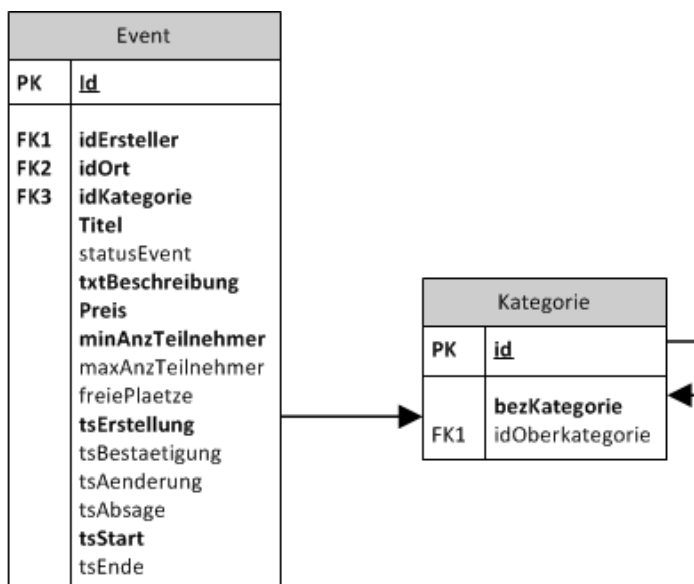 Event
PK Id
FK1 idErsteller
FK2 idOrt
FK3 idKategorie
Titel
statusEvent
txtBeschreibung
Preis
minAnzTeilnehmer
maxAnzTeilnehmer
freiePlaetze
tsErstellung
tsBestaetigung
tsAenderung
tsAbsage
tsStart
tsEnde
Kategorie
PK id
bezKategorie
FK1 idOberkategorie